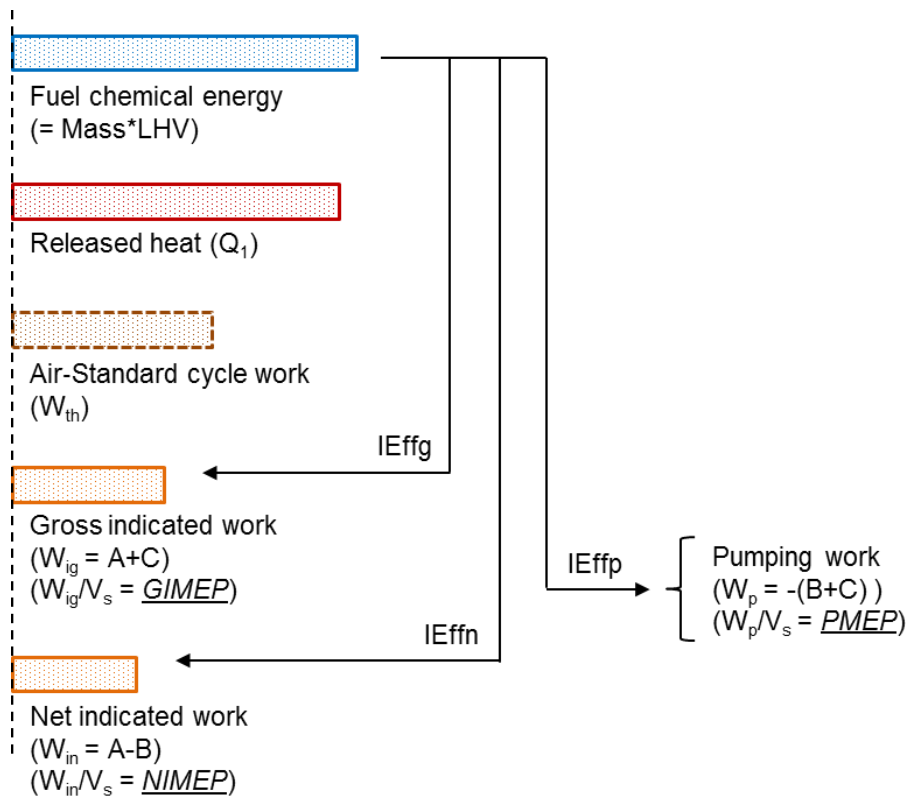 Fuel chemical energy
(= Mass*LHV)
Released heat (Q₁)
Air-Standard cycle work
(Wth)
IEffg
Gross indicated work
(Wig = A+C)
(Wig/Vs = GIMEP)
IEffp
Pumping work
(Wp = -(B+C) )
(Wp/Vs = PMEP)
IEffn
Net indicated work
(Win = A-B)
(Win/Vs = NIMEP)